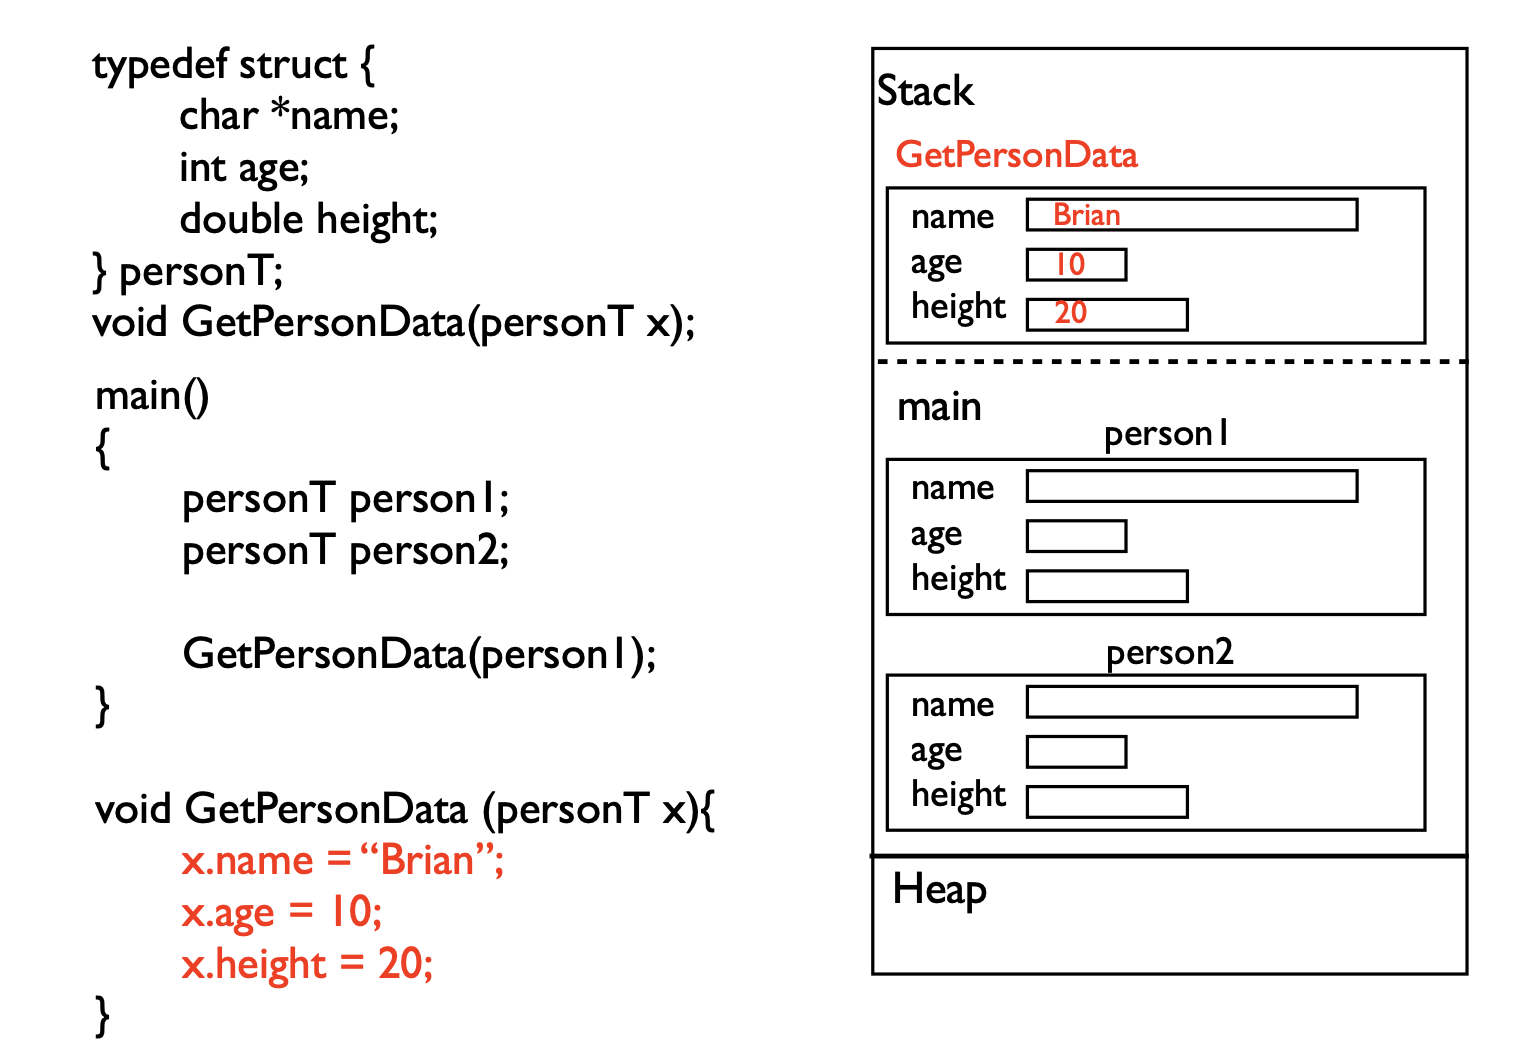 typedef struct {
char *name;
int age;
double height;
} personT;
void GetPersonData(personT x);
main()
{
personT person1;
personT person2;
GetPersonData(person1);
}
void GetPersonData (personT x){
x.name = “Brian”;
x.age = 10;
x.height = 20;
}
Stack
GetPersonData
name Brian
age 10
height 20
main
person1
name
age
height
person2
name
age
height
Heap